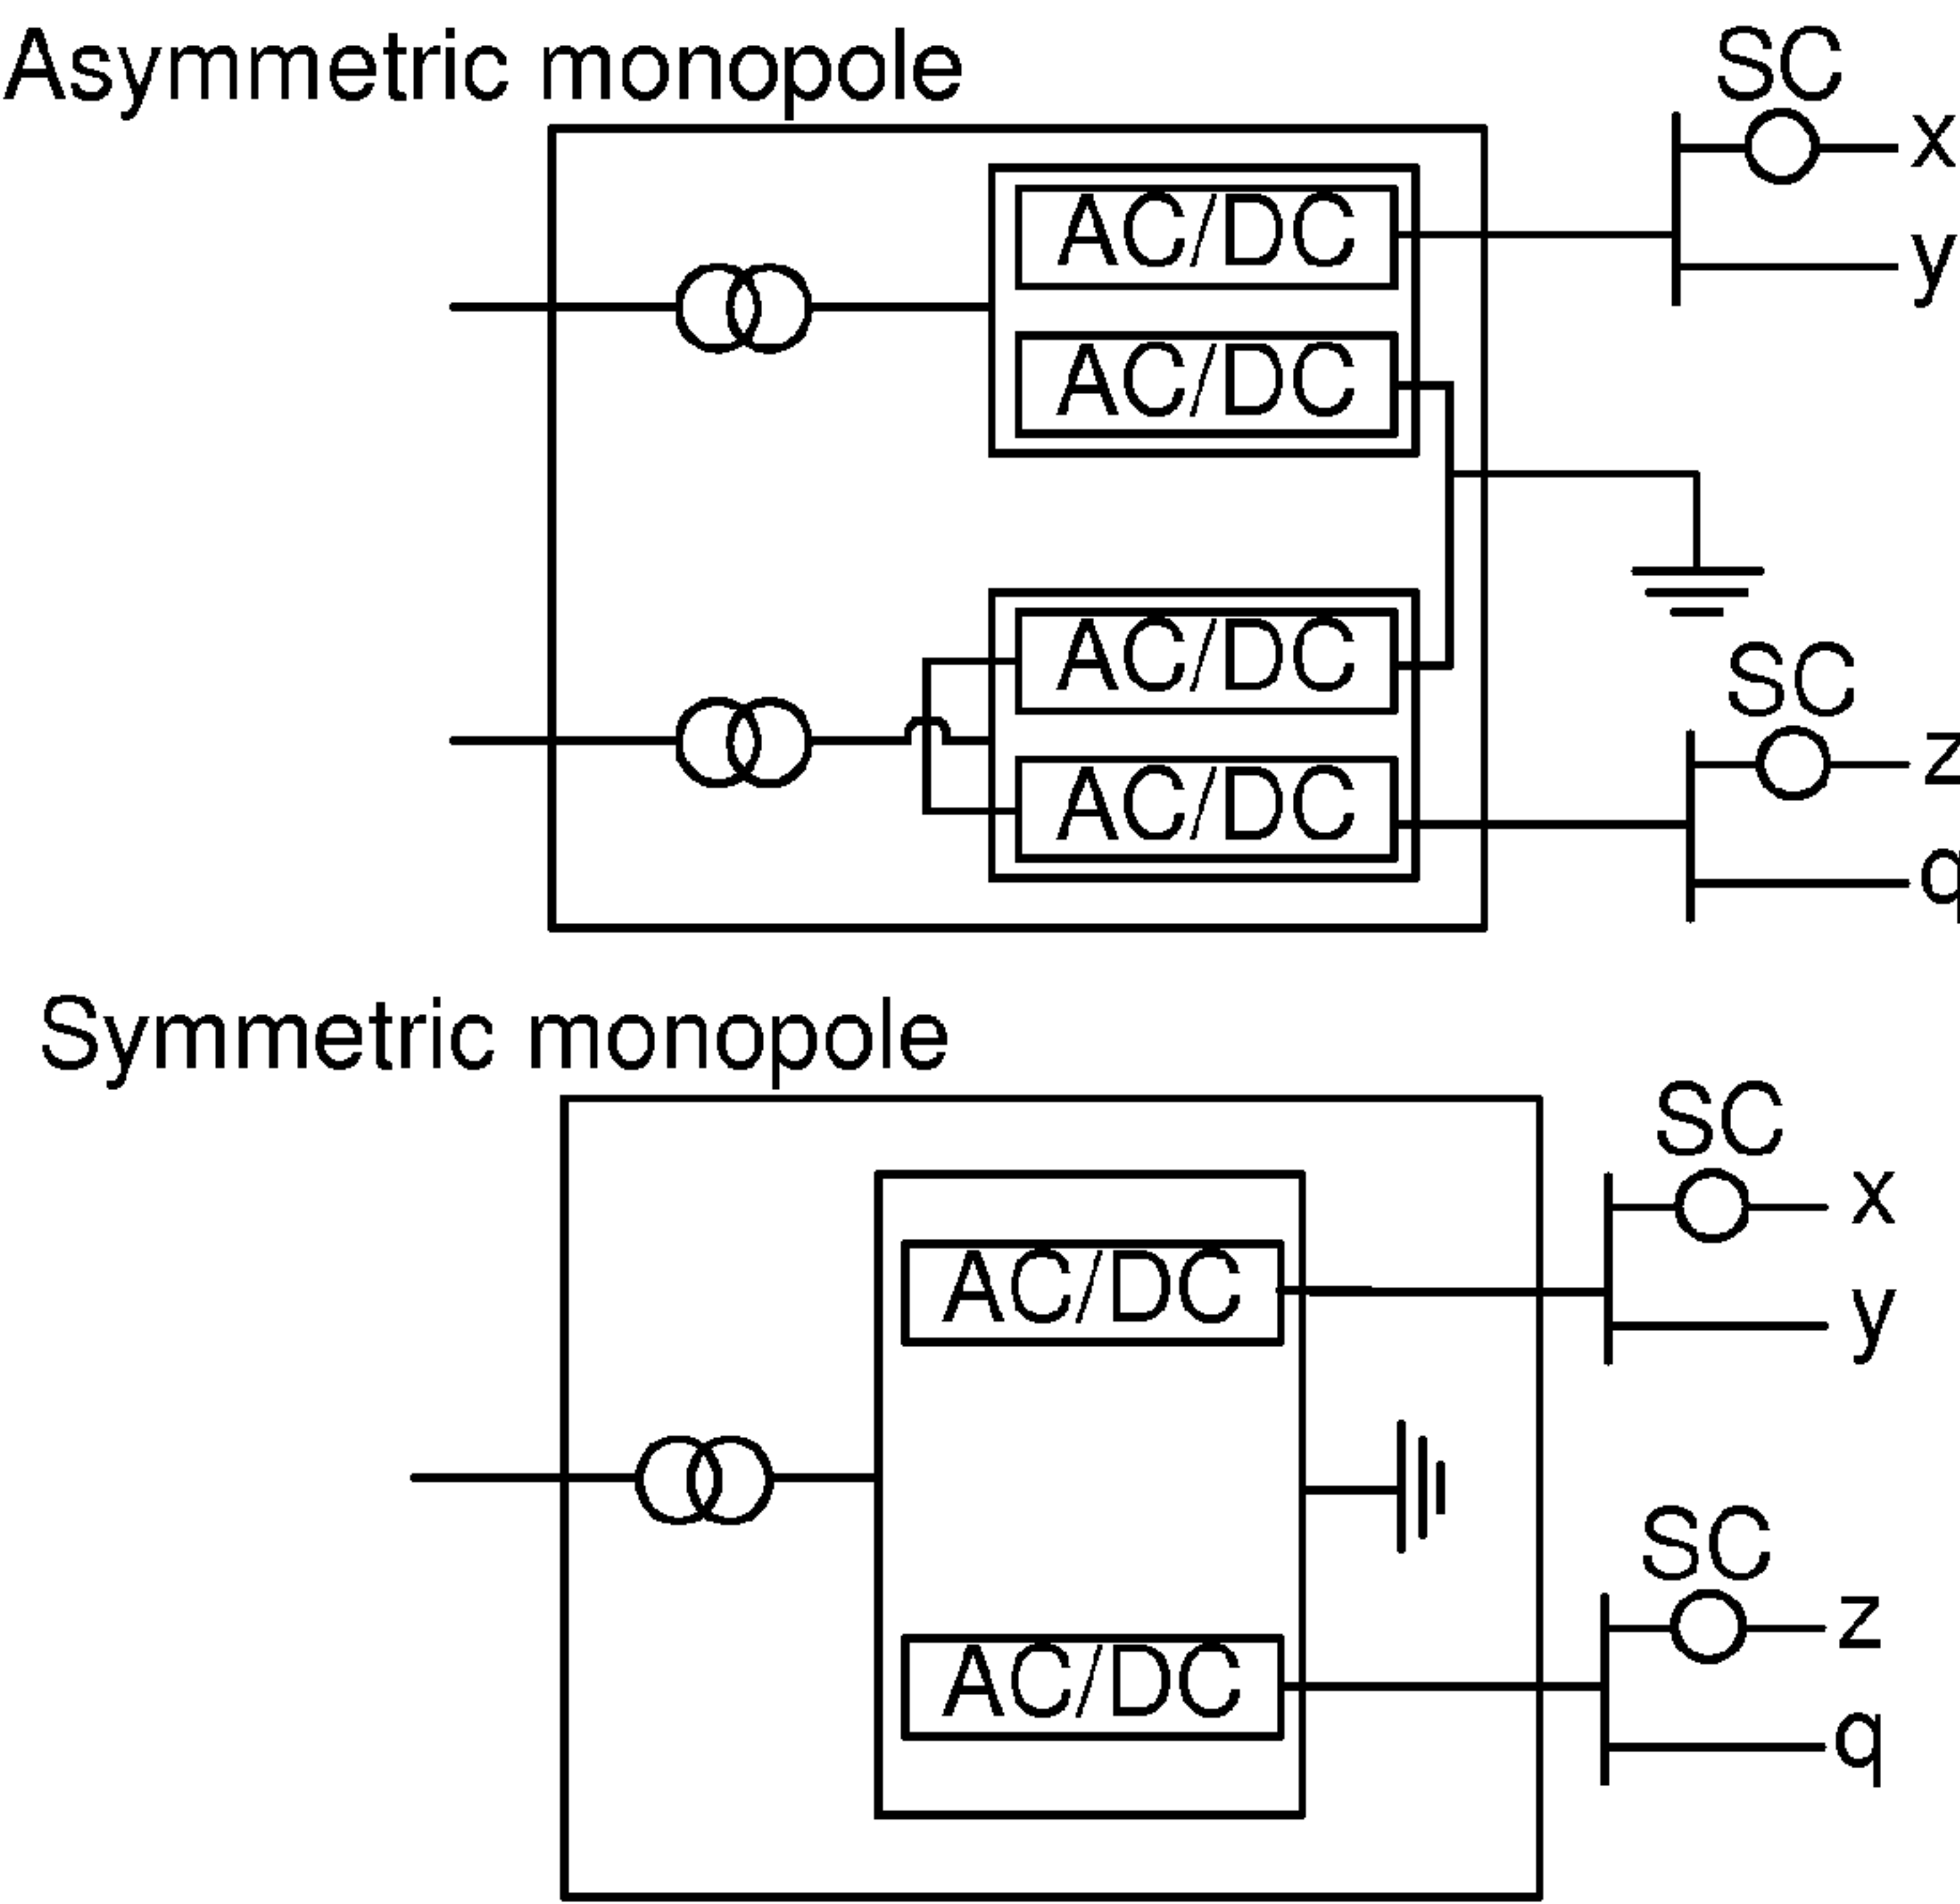 Asymmetric monopole
SC
x
AC/DC
y
AC/DC
AC/DC
SC
z
AC/DC
q
Symmetric monopole
SC
x
AC/DC
y
SC
z
AC/DC
q